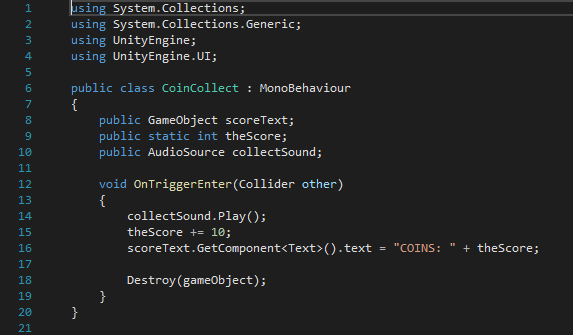 1 using System.Collections;
2 using System.Collections.Generic;
3 using UnityEngine;
4 using UnityEngine.UI;
5
6 public class CoinCollect : MonoBehaviour
7 {
8 public GameObject scoreText;
9 public static int theScore;
10 public AudioSource collectSound;
11
12 void OnTriggerEnter(Collider other)
13 {
14 collectSound.Play();
15 theScore += 10;
16 scoreText.GetComponent<Text>().text = "COINS: " + theScore;
17
18 Destroy(gameObject);
19 }
20 }
21